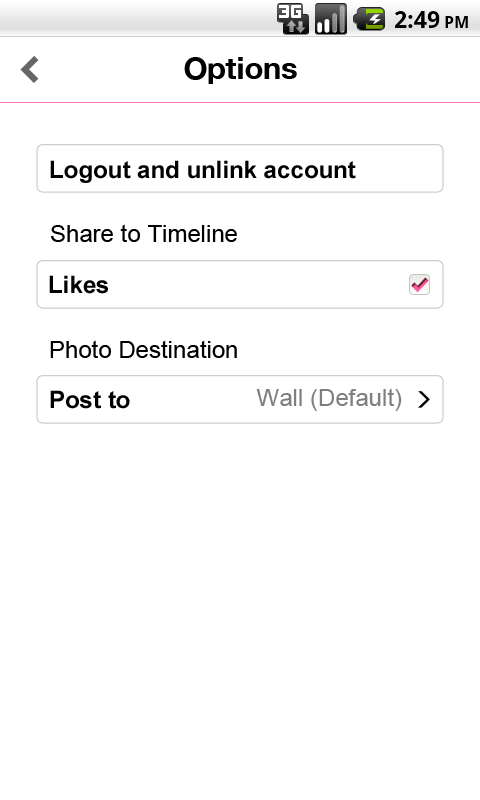 3G 2:49 PM
Options
Logout and unlink account
Share to Timeline
Likes
Photo Destination
Post to Wall (Default)